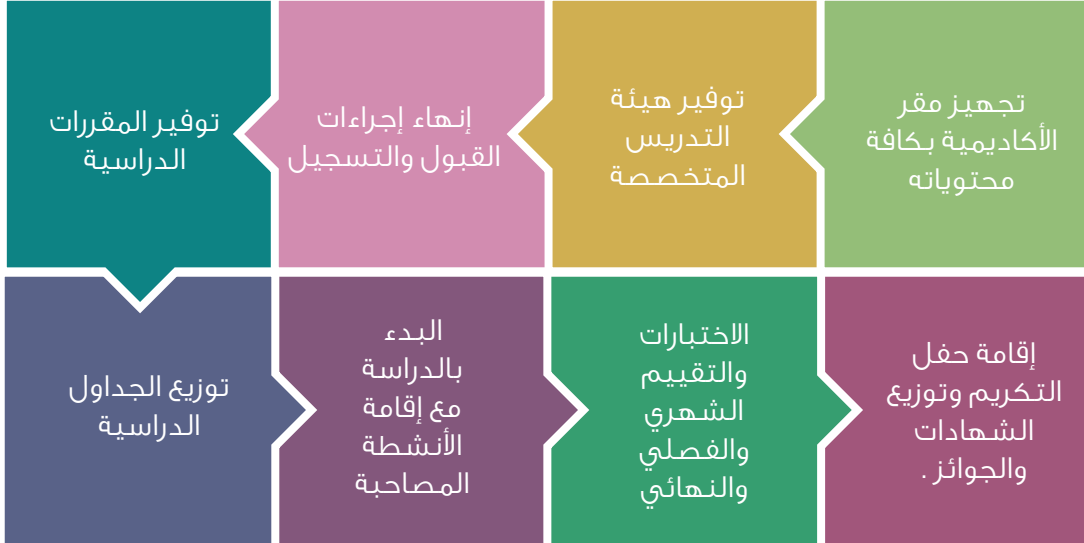 تجهيز مقر
الأكاديمية بكافة
محتوياته
توفير هيئة
التدريس
المتخصصة
إنهاء إجراءات
القبول والتسجيل
توفير المقررات
الدراسية
توزيع الجداول
الدراسية
البدء
بالدراسة
مع إقامة
الأنشطة
المصاحبة
الاختبارات
والتقييم
الشهري
والفصلي
والنهائي
إقامة حفل
التكريم وتوزيع
الشهادات
والجوائز .